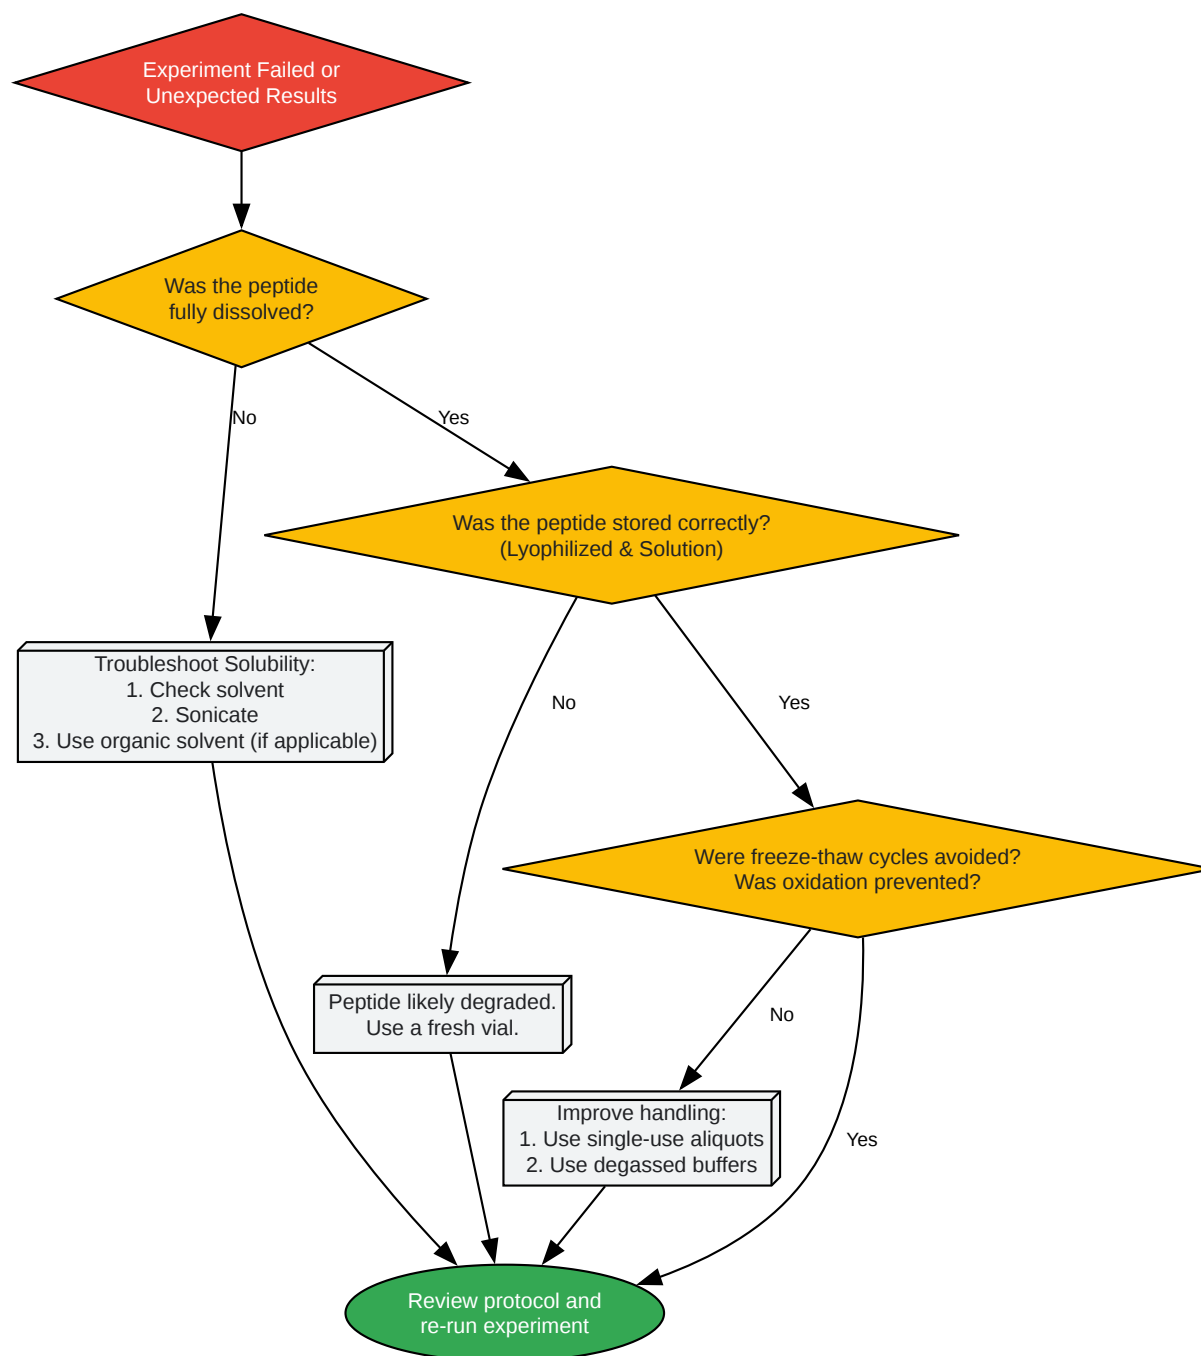 Experiment Failed or
Unexpected Results
Was the peptide
fully dissolved?
No
Yes
Was the peptide stored correctly?
(Lyophilized & Solution)
Troubleshoot Solubility:
1. Check solvent
2. Sonicate
3. Use organic solvent (if applicable)
No
Yes
Were freeze-thaw cycles avoided?
Was oxidation prevented?
Peptide likely degraded.
Use a fresh vial.
No
Improve handling:
1. Use single-use aliquots
2. Use degassed buffers
Yes
Review protocol and
re-run experiment